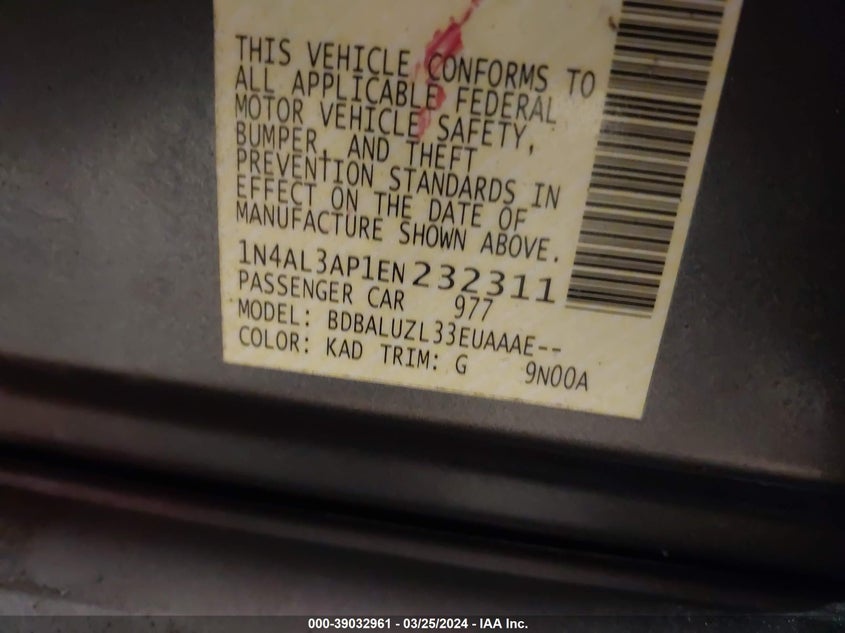 THIS VEHICLE CONFORMS TO
ALL APPLICABLE FEDERAL
MOTOR VEHICLE SAFETY,
BUMPER, AND THEFT
PREVENTION STANDARDS IN
EFFECT ON THE DATE OF
MANUFACTURE SHOWN ABOVE.
1N4AL3AP1EN232311
PASSENGER CAR 977
MODEL: BDBALUZL33EUAAAE--
COLOR: KAD TRIM: G 9N00A
000-39032961 - 03/25/2024 - IAA Inc.